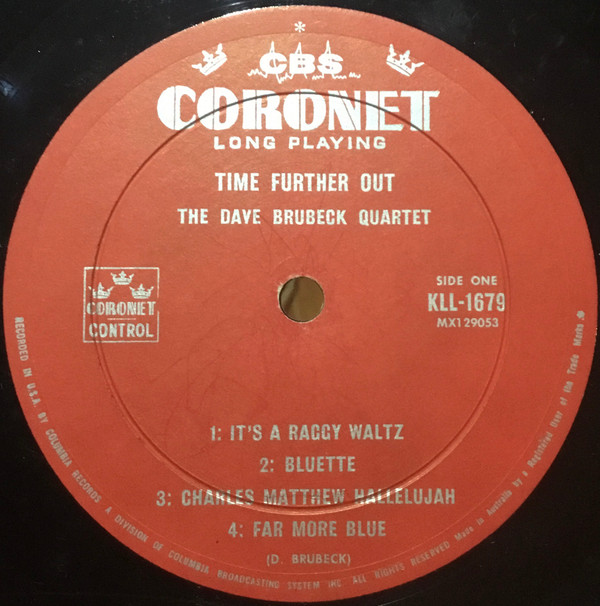 *
CBS
CORONET
LONG PLAYING
TIME FURTHER OUT
THE DAVE BRUBECK QUARTET
CORONET
CONTROL
SIDE ONE
KLL-1679
MX129053
1: IT'S A RAGGY WALTZ
2: BLUETTE
3: CHARLES MATTHEW HALLELUJAH
4: FAR MORE BLUE
(D. BRUBECK)
RECORDED IN U.S.A. BY COLUMBIA RECORDS A DIVISION OF COLUMBIA BROADCASTING SYSTEM INC. ALL RIGHTS RESERVED Made in Australia by a Registered User of the Trade Marks *